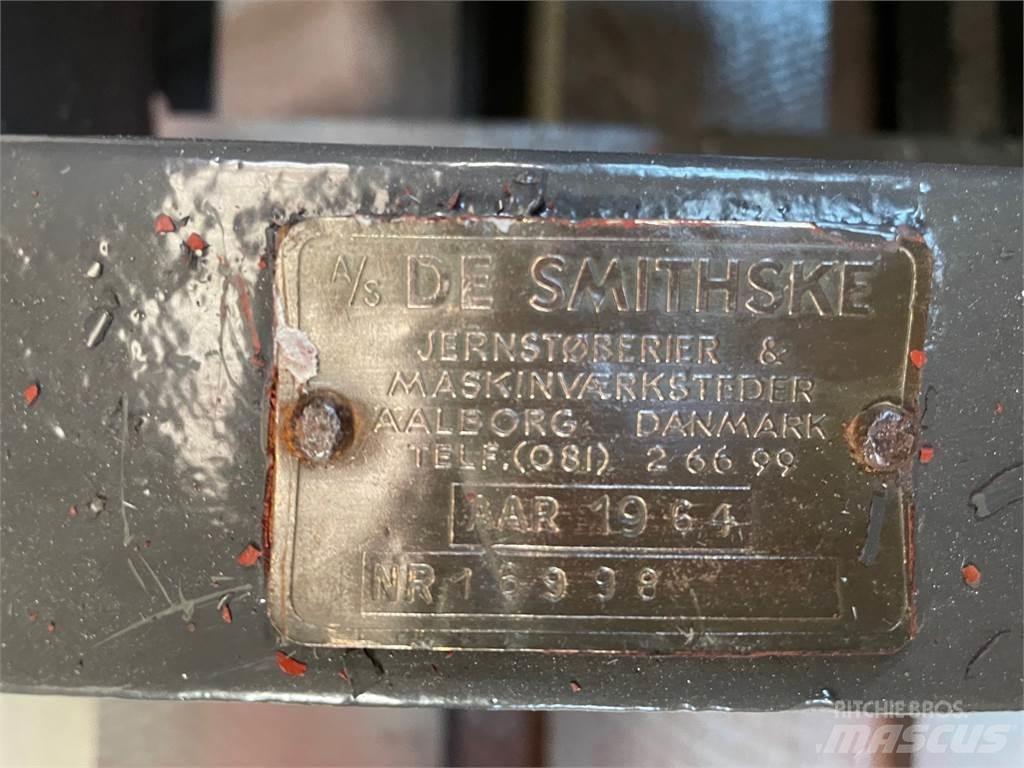 A/S DE SMITHSKE
JERNSTØBERIER &
MASKINVÆRKSTEDER
AALBORG. DANMARK
TELF.(081) 2 66 99
AAR 1964
NR 16998
RITCHIE BROS.
MASCUS